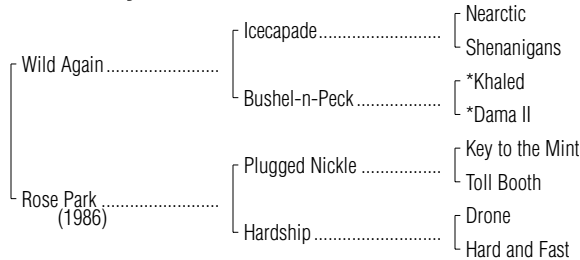 Nearctic
Icecapade
Shenanigans
Wild Again
*Khaled
Bushel-n-Peck
*Dama II
Key to the Mint
Plugged Nickle
Toll Booth
Rose Park
(1986)
Drone
Hardship
Hard and Fast